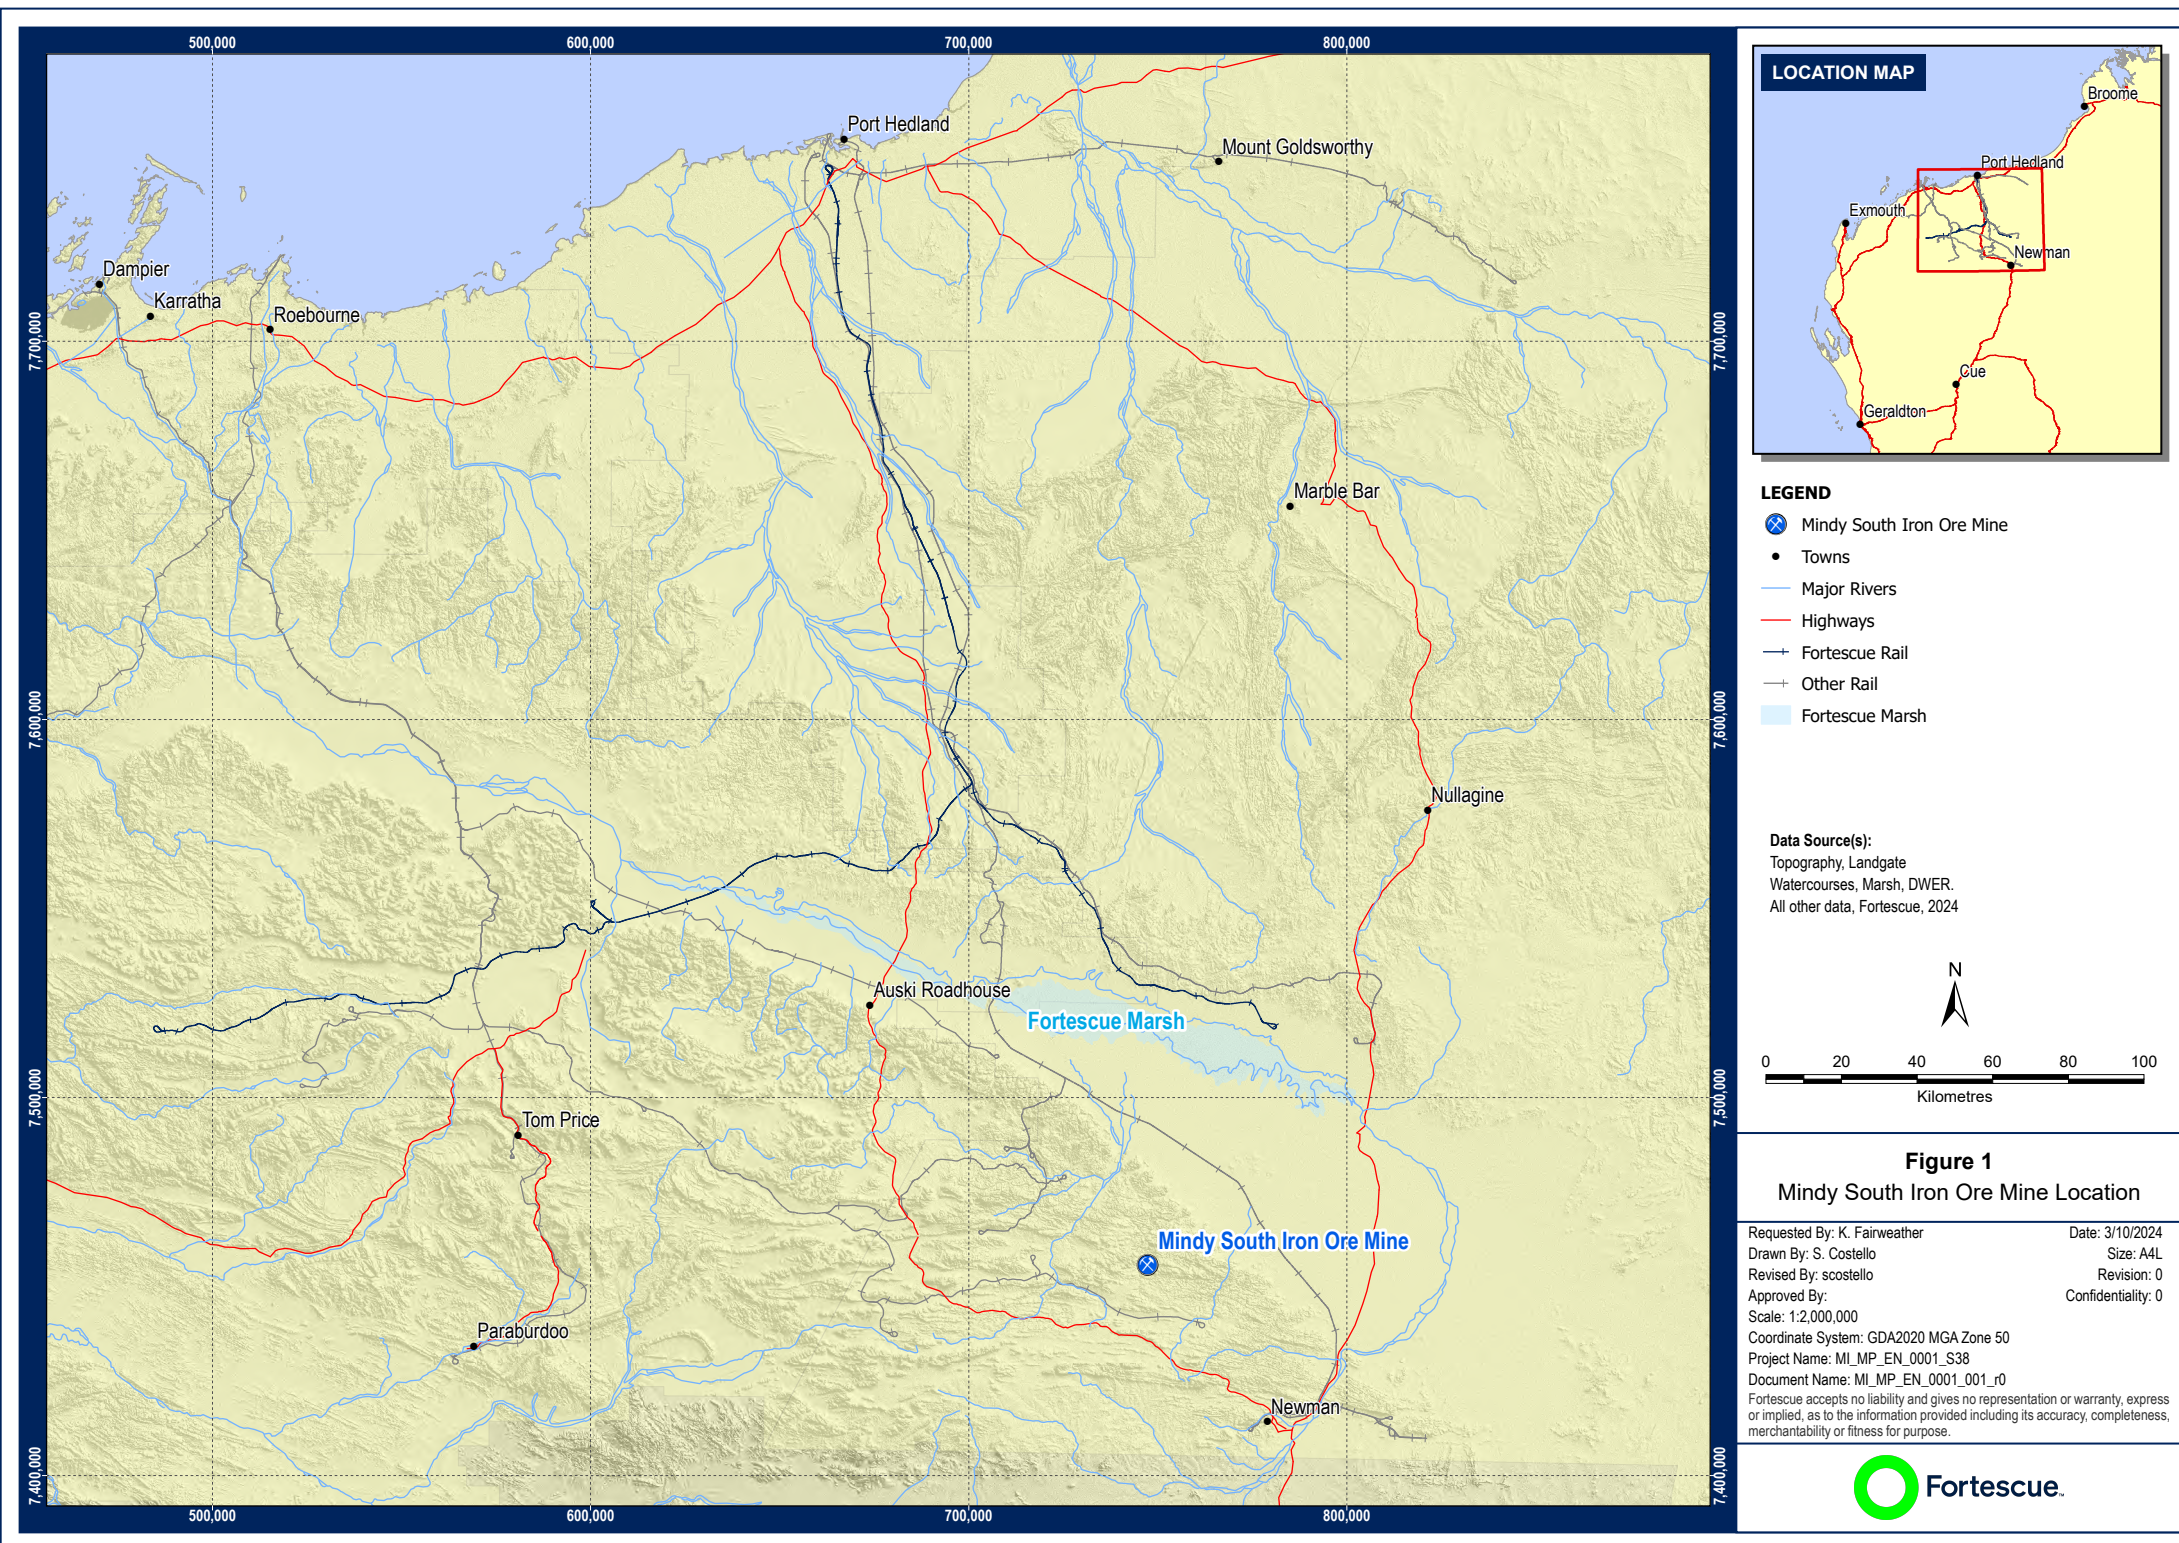 500,000
600,000
700,000
800,000
Port Hedland
Mount Goldsworthy
Dampier
Karratha
Roebourne
7,700,000
7,700,000
Marble Bar
7,600,000
7,600,000
Nullagine
Auski Roadhouse
Fortescue Marsh
7,500,000
7,500,000
Tom Price
Mindy South Iron Ore Mine
Paraburdoo
Newman
7,400,000
7,400,000
500,000
600,000
700,000
800,000
LOCATION MAP
Broome
Port Hedland
Exmouth
Newman
Cue
Geraldton
LEGEND
Mindy South Iron Ore Mine
Towns
Major Rivers
Highways
Fortescue Rail
Other Rail
Fortescue Marsh
Data Source(s):
Topography, Landgate
Watercourses, Marsh, DWER.
All other data, Fortescue, 2024
N
0 20 40 60 80 100
Kilometres
Figure 1
Mindy South Iron Ore Mine Location
Requested By: K. Fairweather Date: 3/10/2024
Drawn By: S. Costello Size: A4L
Revised By: scostello Revision: 0
Approved By: Confidentiality: 0
Scale: 1:2,000,000
Coordinate System: GDA2020 MGA Zone 50
Project Name: MI_MP_EN_0001_S38
Document Name: MI_MP_EN_0001_001_r0
Fortescue accepts no liability and gives no representation or warranty, express
or implied, as to the information provided including its accuracy, completeness,
merchantability or fitness for purpose.
Fortescue™